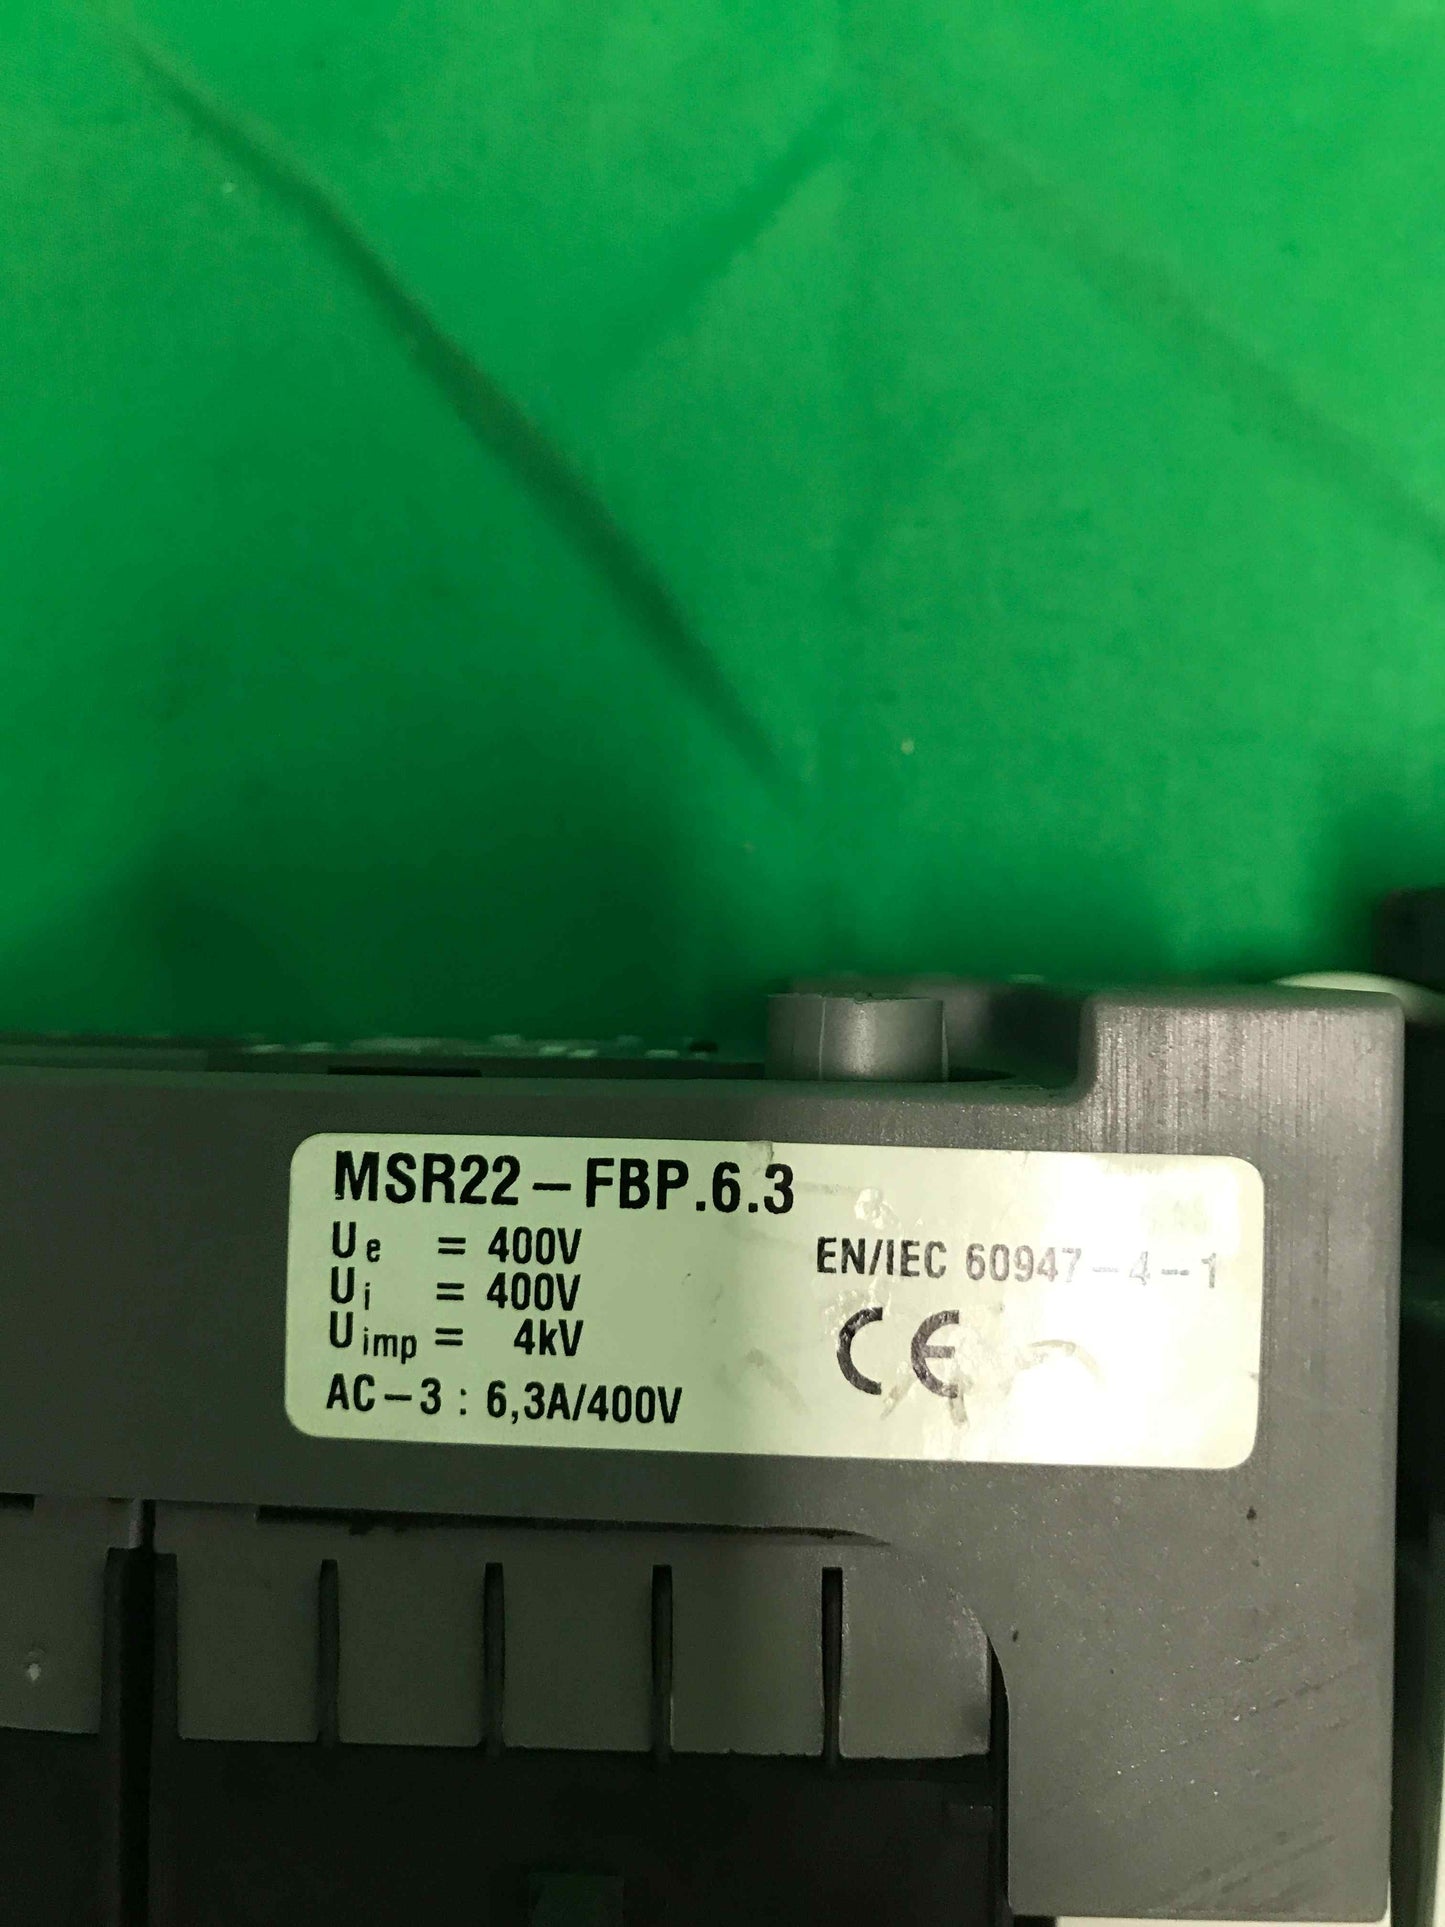 MSR22-FBP.6.3
Ue = 400V
Ui = 400V
Uimp = 4kV
AC-3 : 6,3A/400V
EN/IEC 60947-4-1
CE